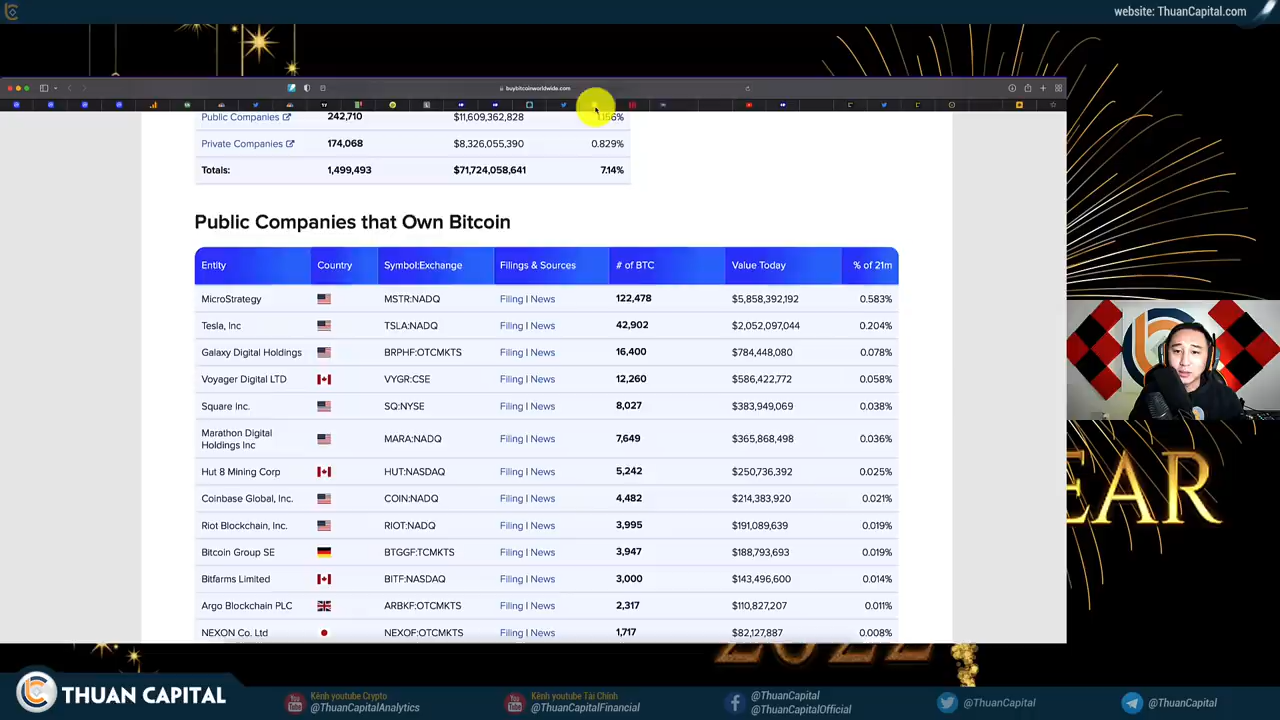 website: ThuanCapital.com
buybitcoinworldwide.com
Public Companies 242,710 $11,609,362,828
Private Companies 174,068 $8,326,055,390 0.829%
Totals: 1,499,493 $71,724,058,641 7.14%
Public Companies that Own Bitcoin
Entity Country Symbol:Exchange Filings & Sources # of BTC Value Today % of 21m
MicroStrategy MSTR:NADQ Filing | News 122,478 $5,858,392,192 0.583%
Tesla, Inc TSLA:NADQ Filing | News 42,902 $2,052,097,044 0.204%
Galaxy Digital Holdings BRPHF:OTCMKTS Filing | News 16,400 $784,448,080 0.078%
Voyager Digital LTD VYGR:CSE Filing | News 12,260 $586,422,772 0.058%
Square Inc. SQ:NYSE Filing | News 8,027 $383,949,069 0.038%
Marathon Digital
Holdings Inc MARA:NADQ Filing | News 7,649 $365,868,498 0.036%
Hut 8 Mining Corp HUT:NASDAQ Filing | News 5,242 $250,736,392 0.025%
Coinbase Global, Inc. COIN:NADQ Filing | News 4,482 $214,383,920 0.021%
Riot Blockchain, Inc. RIOT:NADQ Filing | News 3,995 $191,089,639 0.019%
Bitcoin Group SE BTGGF:TCMKTS Filing | News 3,947 $188,793,693 0.019%
Bitfarms Limited BITF:NASDAQ Filing | News 3,000 $143,496,600 0.014%
Argo Blockchain PLC ARBKF:OTCMKTS Filing | News 2,317 $110,827,207 0.011%
NEXON Co. Ltd NEXOF:OTCMKTS Filing | News 1,717 $82,127,887 0.008%
EAR
2022
THUAN CAPITAL
Kênh youtube Crypto
@ThuanCapitalAnalytics
Kênh youtube Tài Chính
@ThuanCapitalFinancial
@ThuanCapital
@ThuanCapitalOfficial
@ThuanCapital
@ThuanCapital